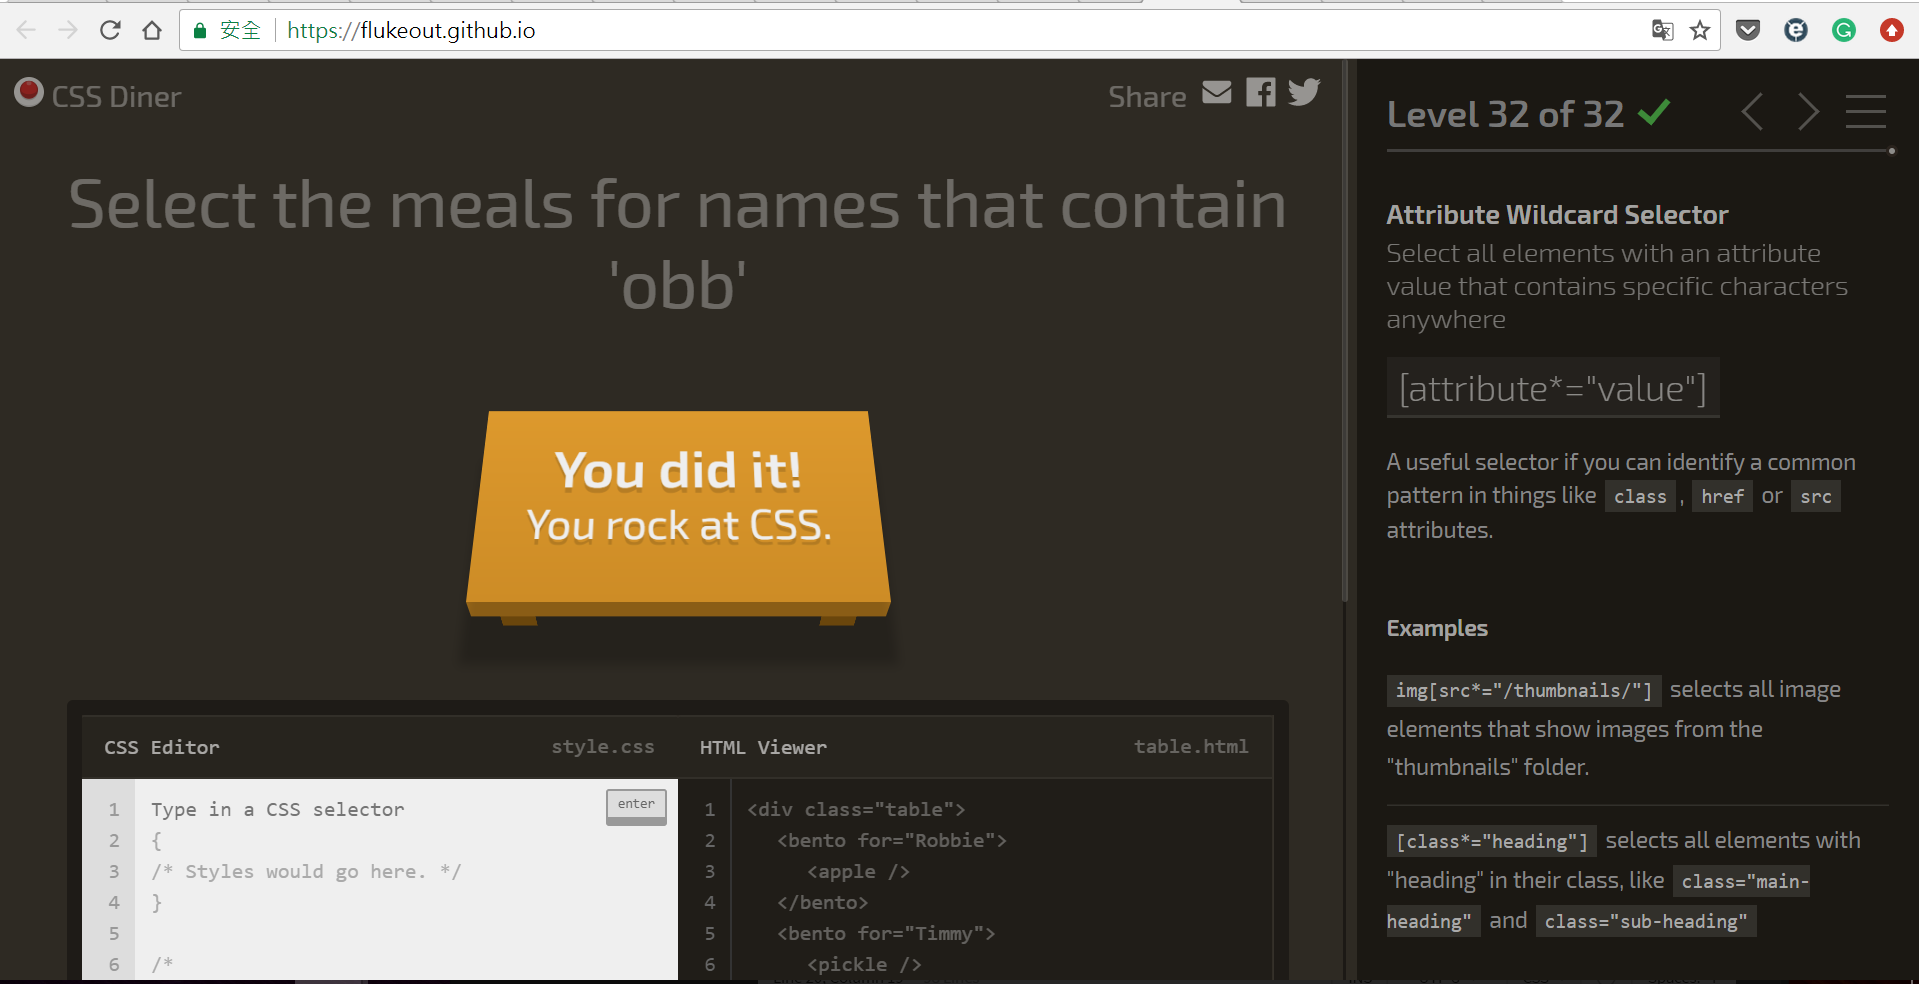 安全
https://flukeout.github.io
CSS Diner
Share
Select the meals for names that contain
'obb'
You did it!
You rock at CSS.
CSS Editor
style.css
HTML Viewer
table.html
1 Type in a CSS selector
enter
2 {
3 /* Styles would go here. */
4 }
5
6 /*
1 <div class="table">
2 <bento for="Robbie">
3 <apple />
4 </bento>
5 <bento for="Timmy">
6 <pickle />
Level 32 of 32
Attribute Wildcard Selector
Select all elements with an attribute
value that contains specific characters
anywhere
[attribute*="value"]
A useful selector if you can identify a common
pattern in things like class , href or src
attributes.
Examples
img[src*="/thumbnails/"] selects all image
elements that show images from the
"thumbnails" folder.
[class*="heading"] selects all elements with
"heading" in their class, like class="main-
heading" and class="sub-heading"